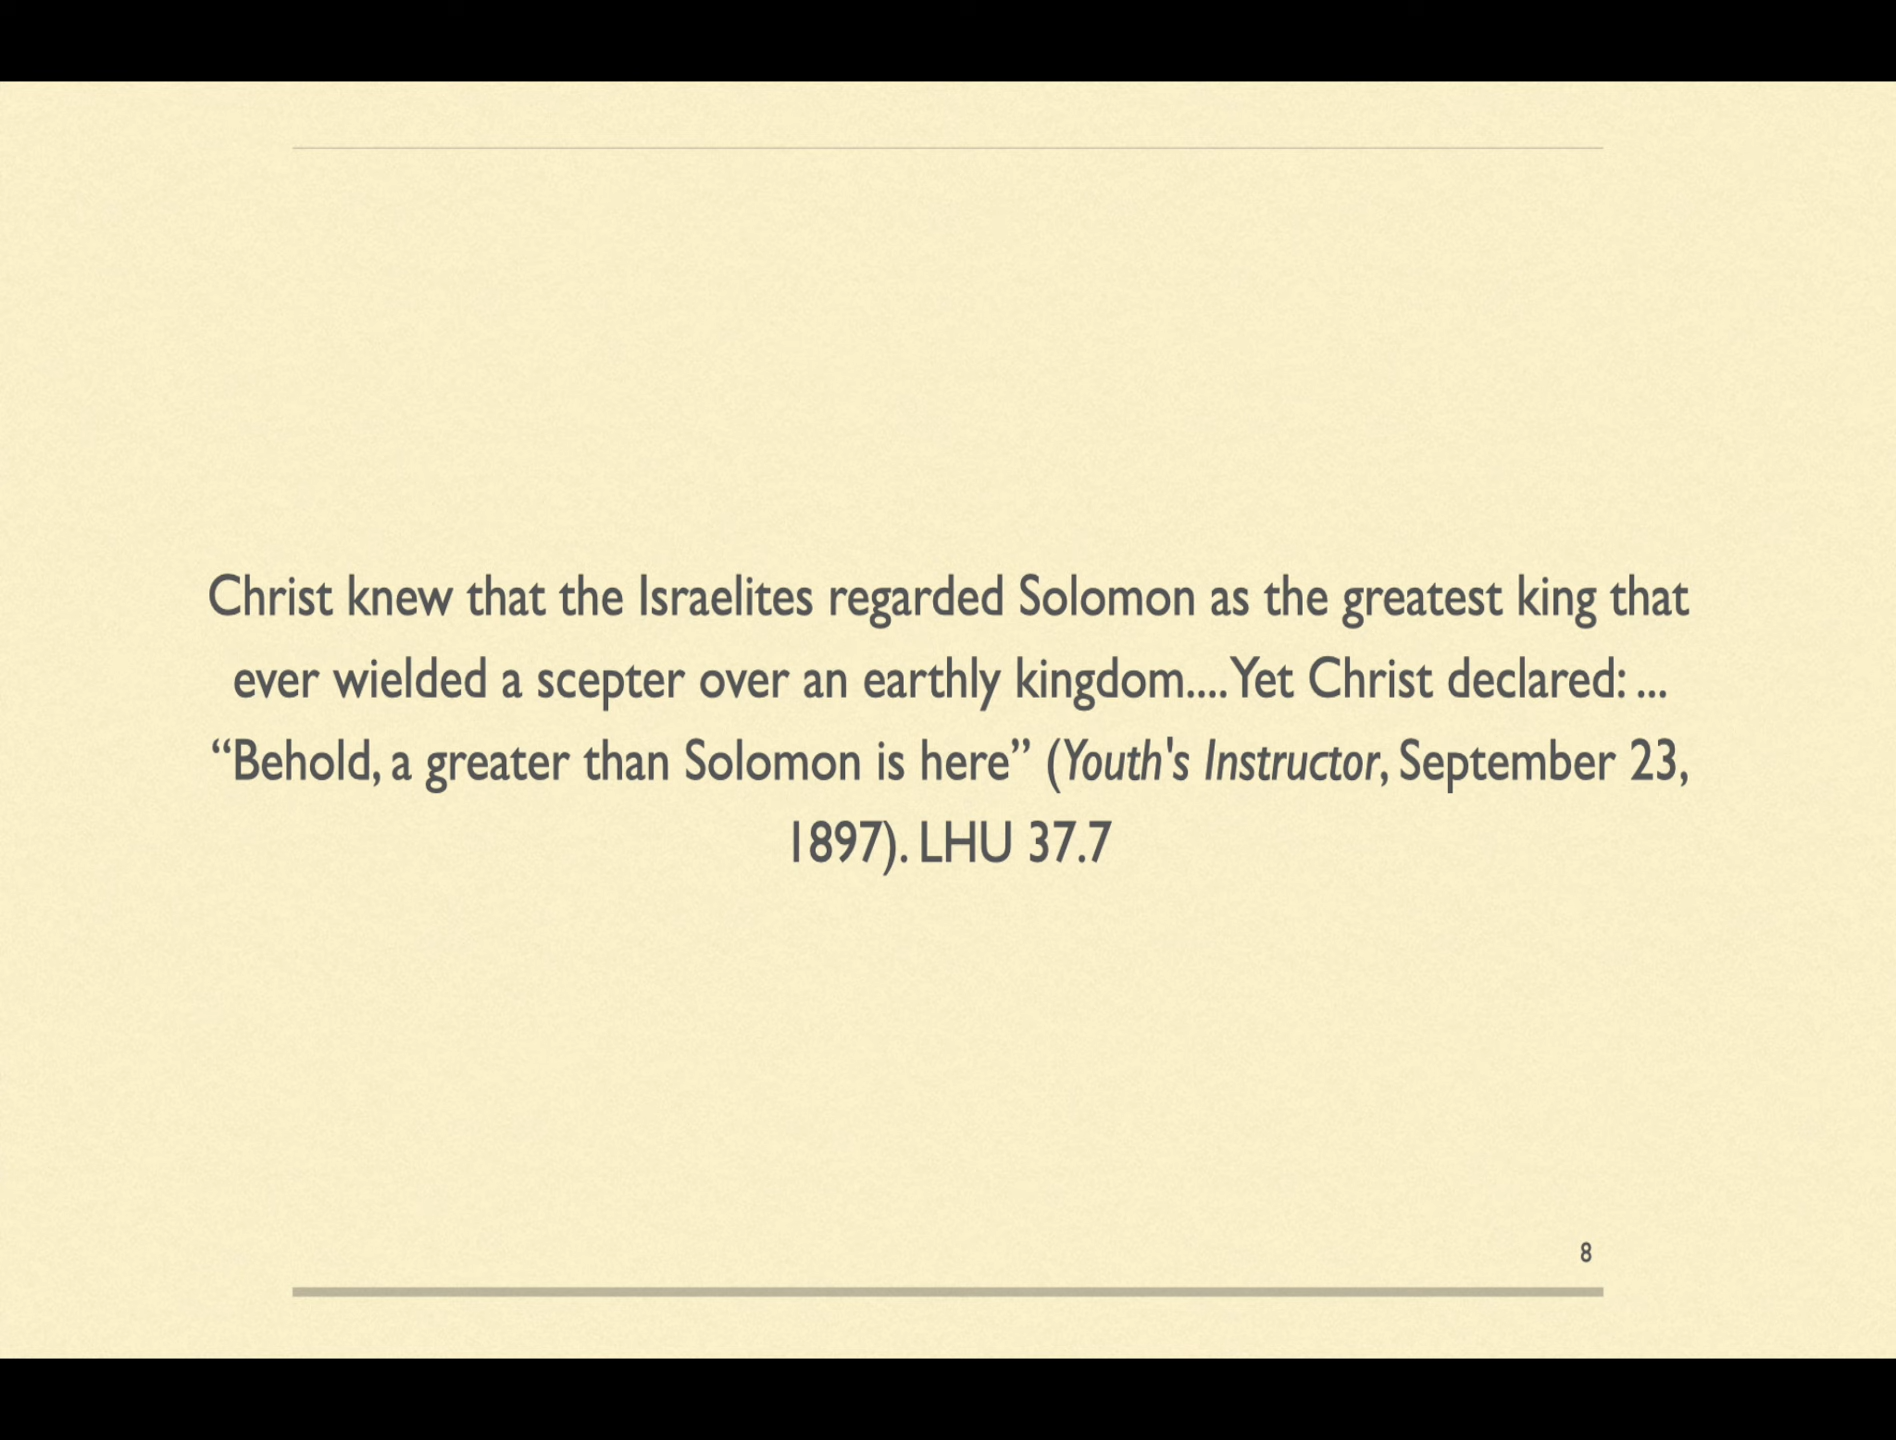 Christ knew that the Israelites regarded Solomon as the greatest king that
ever wielded a scepter over an earthly kingdom.... Yet Christ declared: ...
“Behold, a greater than Solomon is here” (Youth's Instructor, September 23,
1897). LHU 37.7
8